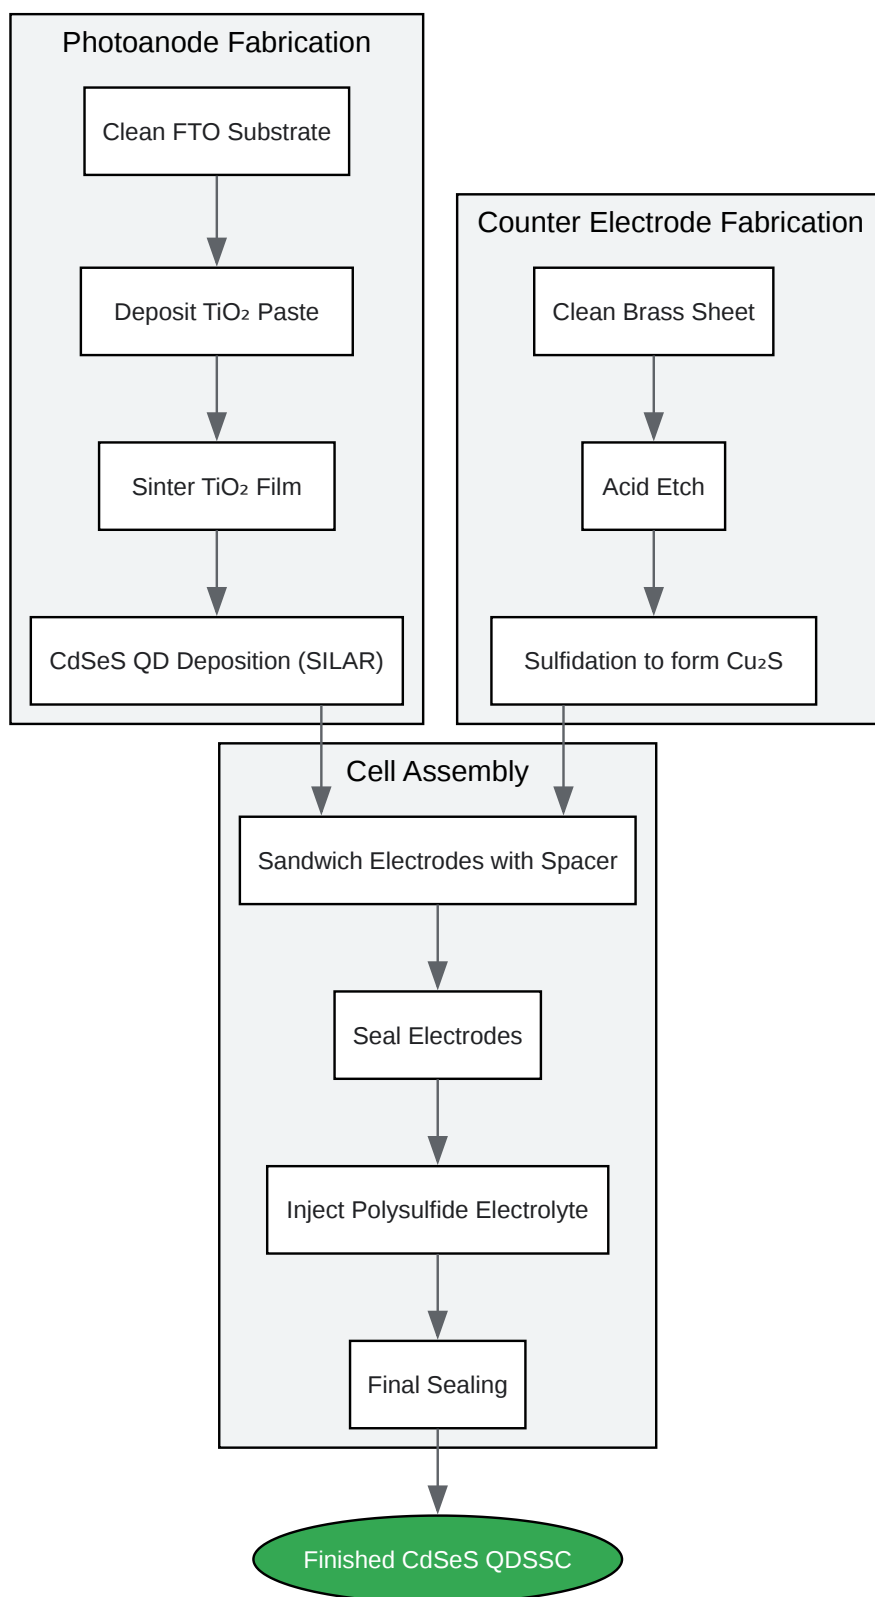 Photoanode Fabrication
Clean FTO Substrate
Deposit TiO₂ Paste
Sinter TiO₂ Film
CdSeS QD Deposition (SILAR)
Counter Electrode Fabrication
Clean Brass Sheet
Acid Etch
Sulfidation to form Cu₂S
Cell Assembly
Sandwich Electrodes with Spacer
Seal Electrodes
Inject Polysulfide Electrolyte
Final Sealing
Finished CdSeS QDSSC